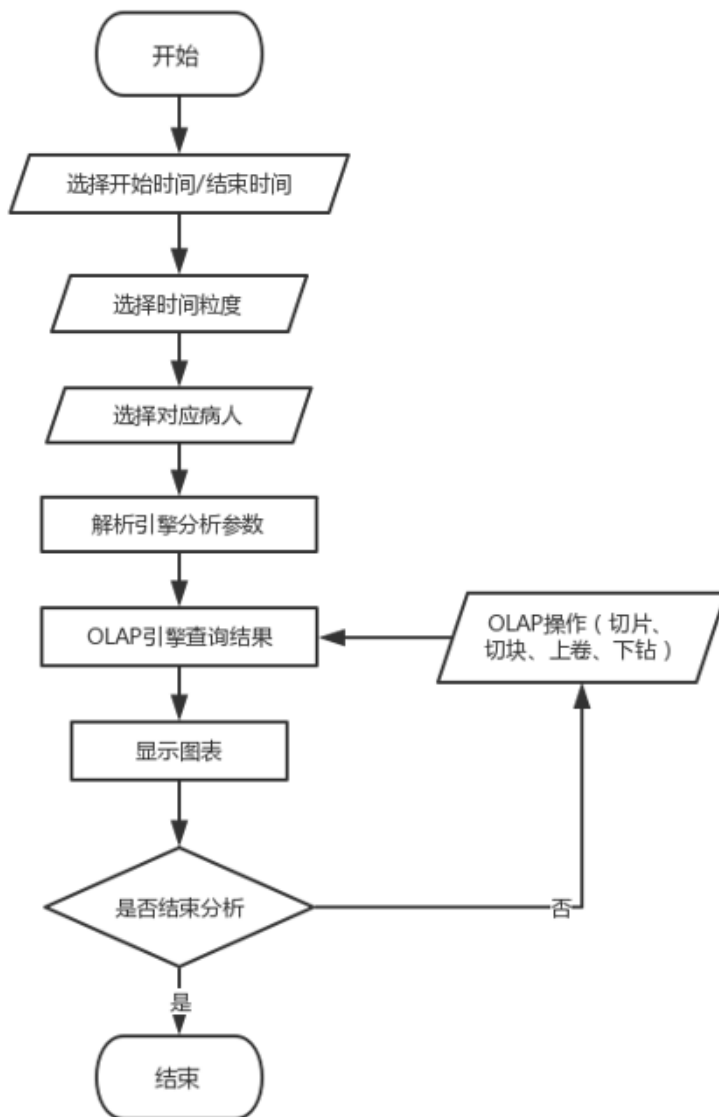 开始
选择开始时间/结束时间
选择时间粒度
选择对应病人
解析引擎分析参数
OLAP引擎查询结果
OLAP操作（切片、
切块、上卷、下钻）
显示图表
是否结束分析
否
是
结束